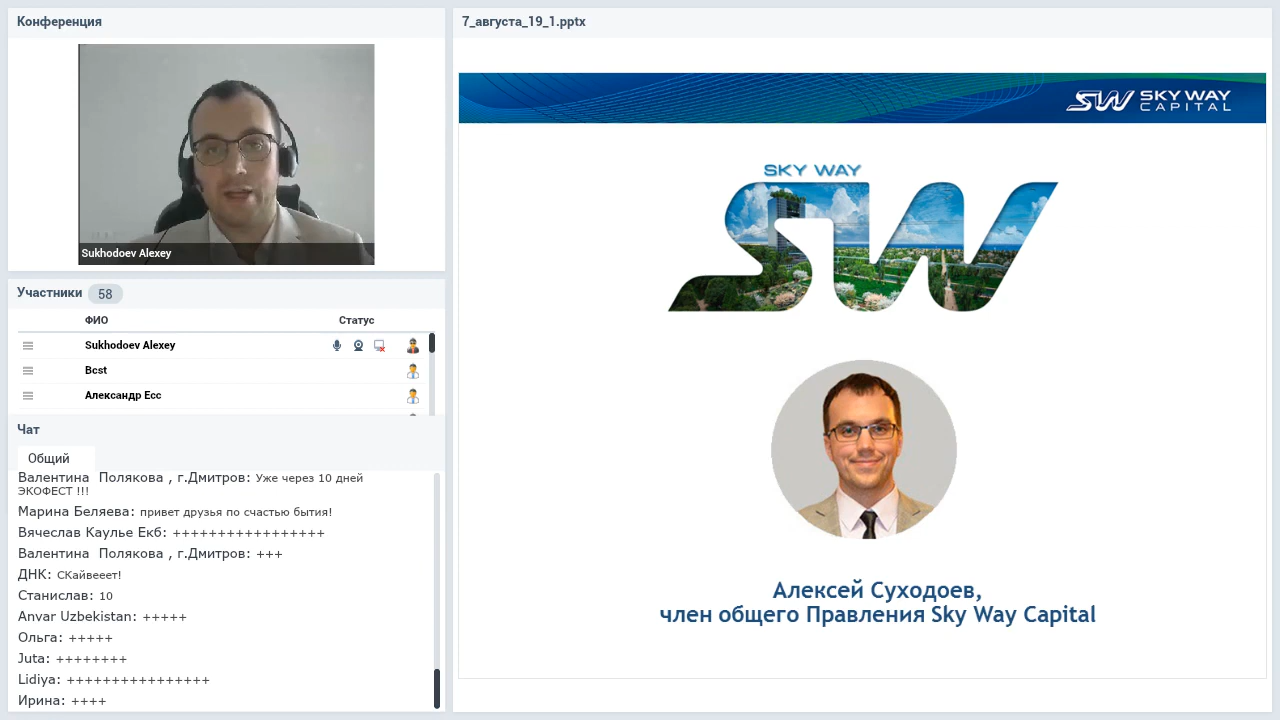 Конференция
Sukhodoev Alexey
Участники 58
ФИО Статус
Sukhodoev Alexey
Bcst
Александр Есс
Чат
Общий
Валентина Полякова , г.Дмитров: Уже через 10 дней
ЭКОФЕСТ !!!
Марина Беляева: привет друзья по счастью бытия!
Вячеслав Каулье Екб: +++++++++++++++++
Валентина Полякова , г.Дмитров: +++
ДНК: СКайвееет!
Станислав: 10
Anvar Uzbekistan: +++++
Ольга: +++++
Juta: ++++++++
Lidiya: ++++++++++++++++
Ирина: ++++
7_августа_19_1.pptx
SW SKY WAY
CAPITAL
SKY WAY
SW
Алексей Суходоев,
член общего Правления Sky Way Capital